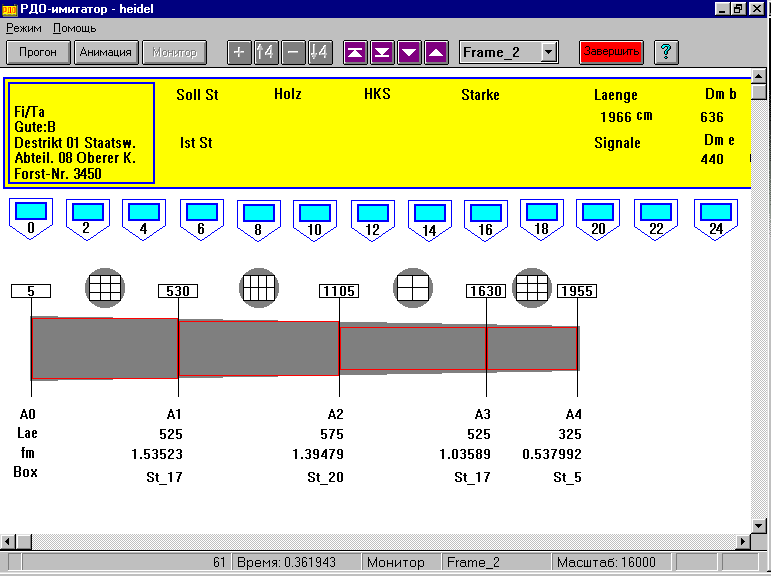 РДО-имитатор - heidel
Режим Помощь
Прогон Анимация Монитор + ↑4 − ↓4 Frame_2 Завершить ?
Soll St Holz HKS Starke Laenge Dm b
Fi/Ta 1966 cm 636
Gute:B
Destrikt 01 Staatsw. Ist St Signale Dm e
Abteil. 08 Oberer K. 440
Forst-Nr. 3450
0 2 4 6 8 10 12 14 16 18 20 22 24
5 530 1105 1630 1955
A0 A1 A2 A3 A4
Lae 525 575 525 325
fm 1.53523 1.39479 1.03589 0.537992
Box St_17 St_20 St_17 St_5
61 Время: 0.361943 Монитор Frame_2 Масштаб: 16000